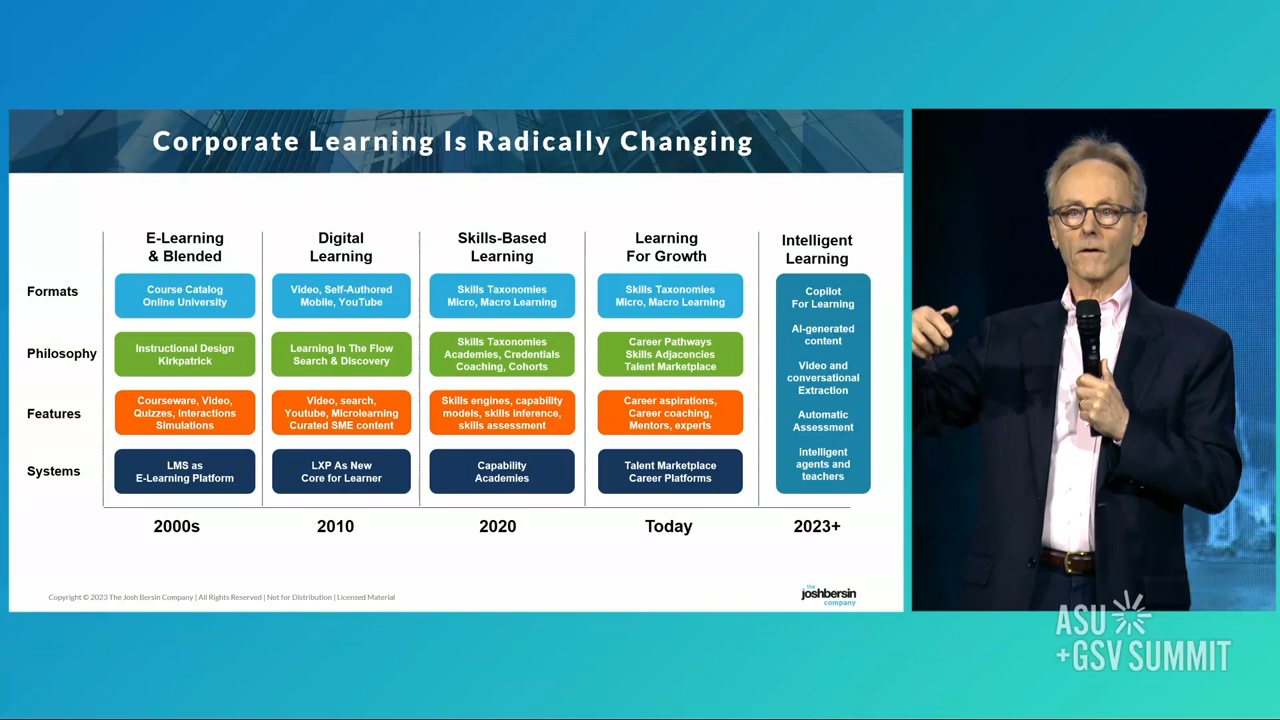 Corporate Learning Is Radically Changing
E-Learning
& Blended
Digital
Learning
Skills-Based
Learning
Learning
For Growth
Intelligent
Learning
Formats
Course Catalog
Online University
Video, Self-Authored
Mobile, YouTube
Skills Taxonomies
Micro, Macro Learning
Skills Taxonomies
Micro, Macro Learning
Philosophy
Instructional Design
Kirkpatrick
Learning In The Flow
Search & Discovery
Skills Taxonomies
Academies, Credentials
Coaching, Cohorts
Career Pathways
Skills Adjacencies
Talent Marketplace
Features
Courseware, Video,
Quizzes, Interactions
Simulations
Video, search,
Youtube, Microlearning
Curated SME content
Skills engines, capability
models, skills inference,
skills assessment
Career aspirations,
Career coaching,
Mentors, experts
Systems
LMS as
E-Learning Platform
LXP As New
Core for Learner
Capability
Academies
Talent Marketplace
Career Platforms
Copilot
For Learning
AI-generated
content
Video and
conversational
Extraction
Automatic
Assessment
Intelligent
agents and
teachers
2000s
2010
2020
Today
2023+
Copyright © 2023 The Josh Bersin Company | All Rights Reserved | Not for Distribution | Licensed Material
the
joshbersin
company
ASU
+GSV SUMMIT